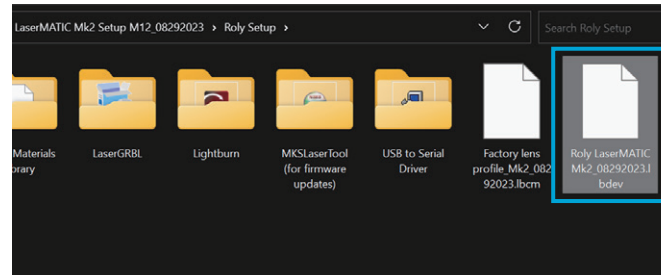 LaserMATIC Mk2 Setup M12_08292023 › Roly Setup ›
Search Roly Setup
Materials
LaserGRBL
Lightburn
MKSLaserTool
(for firmware
updates)
USB to Serial
Driver
Factory lens
profile_Mk2_082
92023.lbcm
Roly LaserMATIC
Mk2_08292023.l
bdev